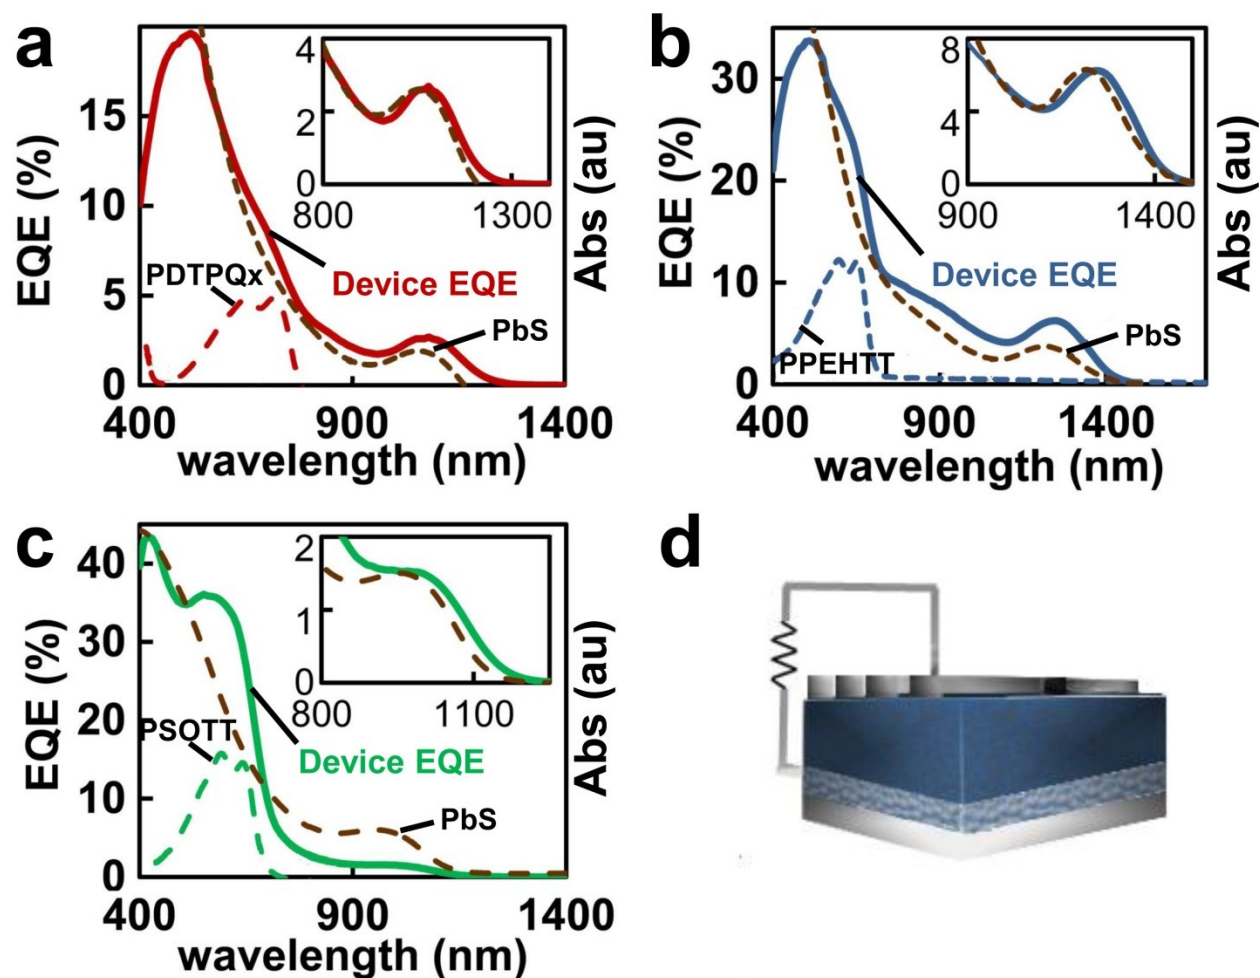 a
EQE (%)
15
10
5
0
400
900
1400
wavelength (nm)
PDTPQx
Device EQE
PbS
4
2
0
800
1300
Abs (au)
b
EQE (%)
30
20
10
0
400
900
1400
wavelength (nm)
PPEHTT
Device EQE
PbS
8
4
0
900
1400
Abs (au)
c
EQE (%)
40
30
20
10
0
400
900
1400
wavelength (nm)
PSOTT
Device EQE
PbS
2
1
0
800
1100
Abs (au)
d